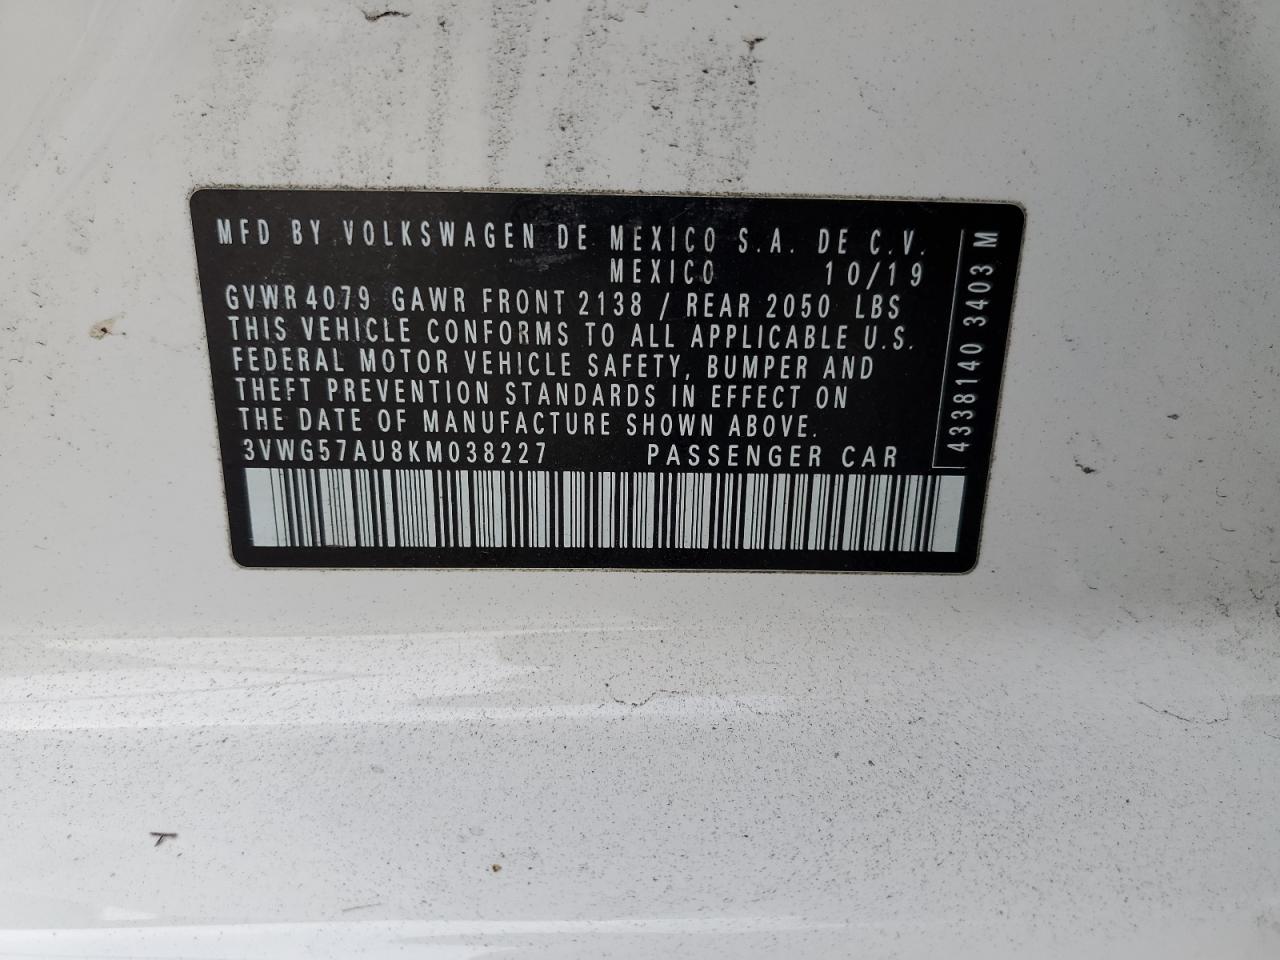 MFD BY VOLKSWAGEN DE MEXICO S.A. DE C.V.
MEXICO 10/19
GVWR 4079 GAWR FRONT 2138 / REAR 2050 LBS
THIS VEHICLE CONFORMS TO ALL APPLICABLE U.S.
FEDERAL MOTOR VEHICLE SAFETY, BUMPER AND
THEFT PREVENTION STANDARDS IN EFFECT ON
THE DATE OF MANUFACTURE SHOWN ABOVE.
3VWG57AU8KM038227 PASSENGER CAR
4338140 3403 M